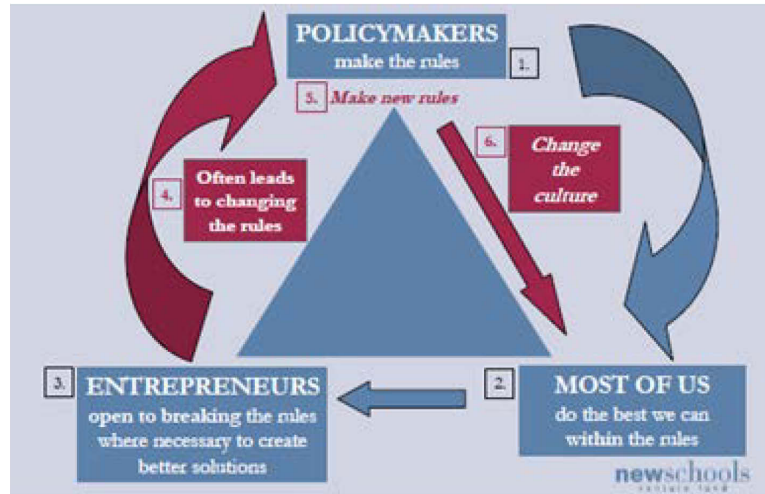 POLICYMAKERS
make the rules
1.
5. Make new rules
6.
Change
the
culture
4.
Often leads
to changing
the rules
3.
ENTREPRENEURS
open to breaking the rules
where necessary to create
better solutions
2.
MOST OF US
do the best we can
within the rules
newschools
venture fund